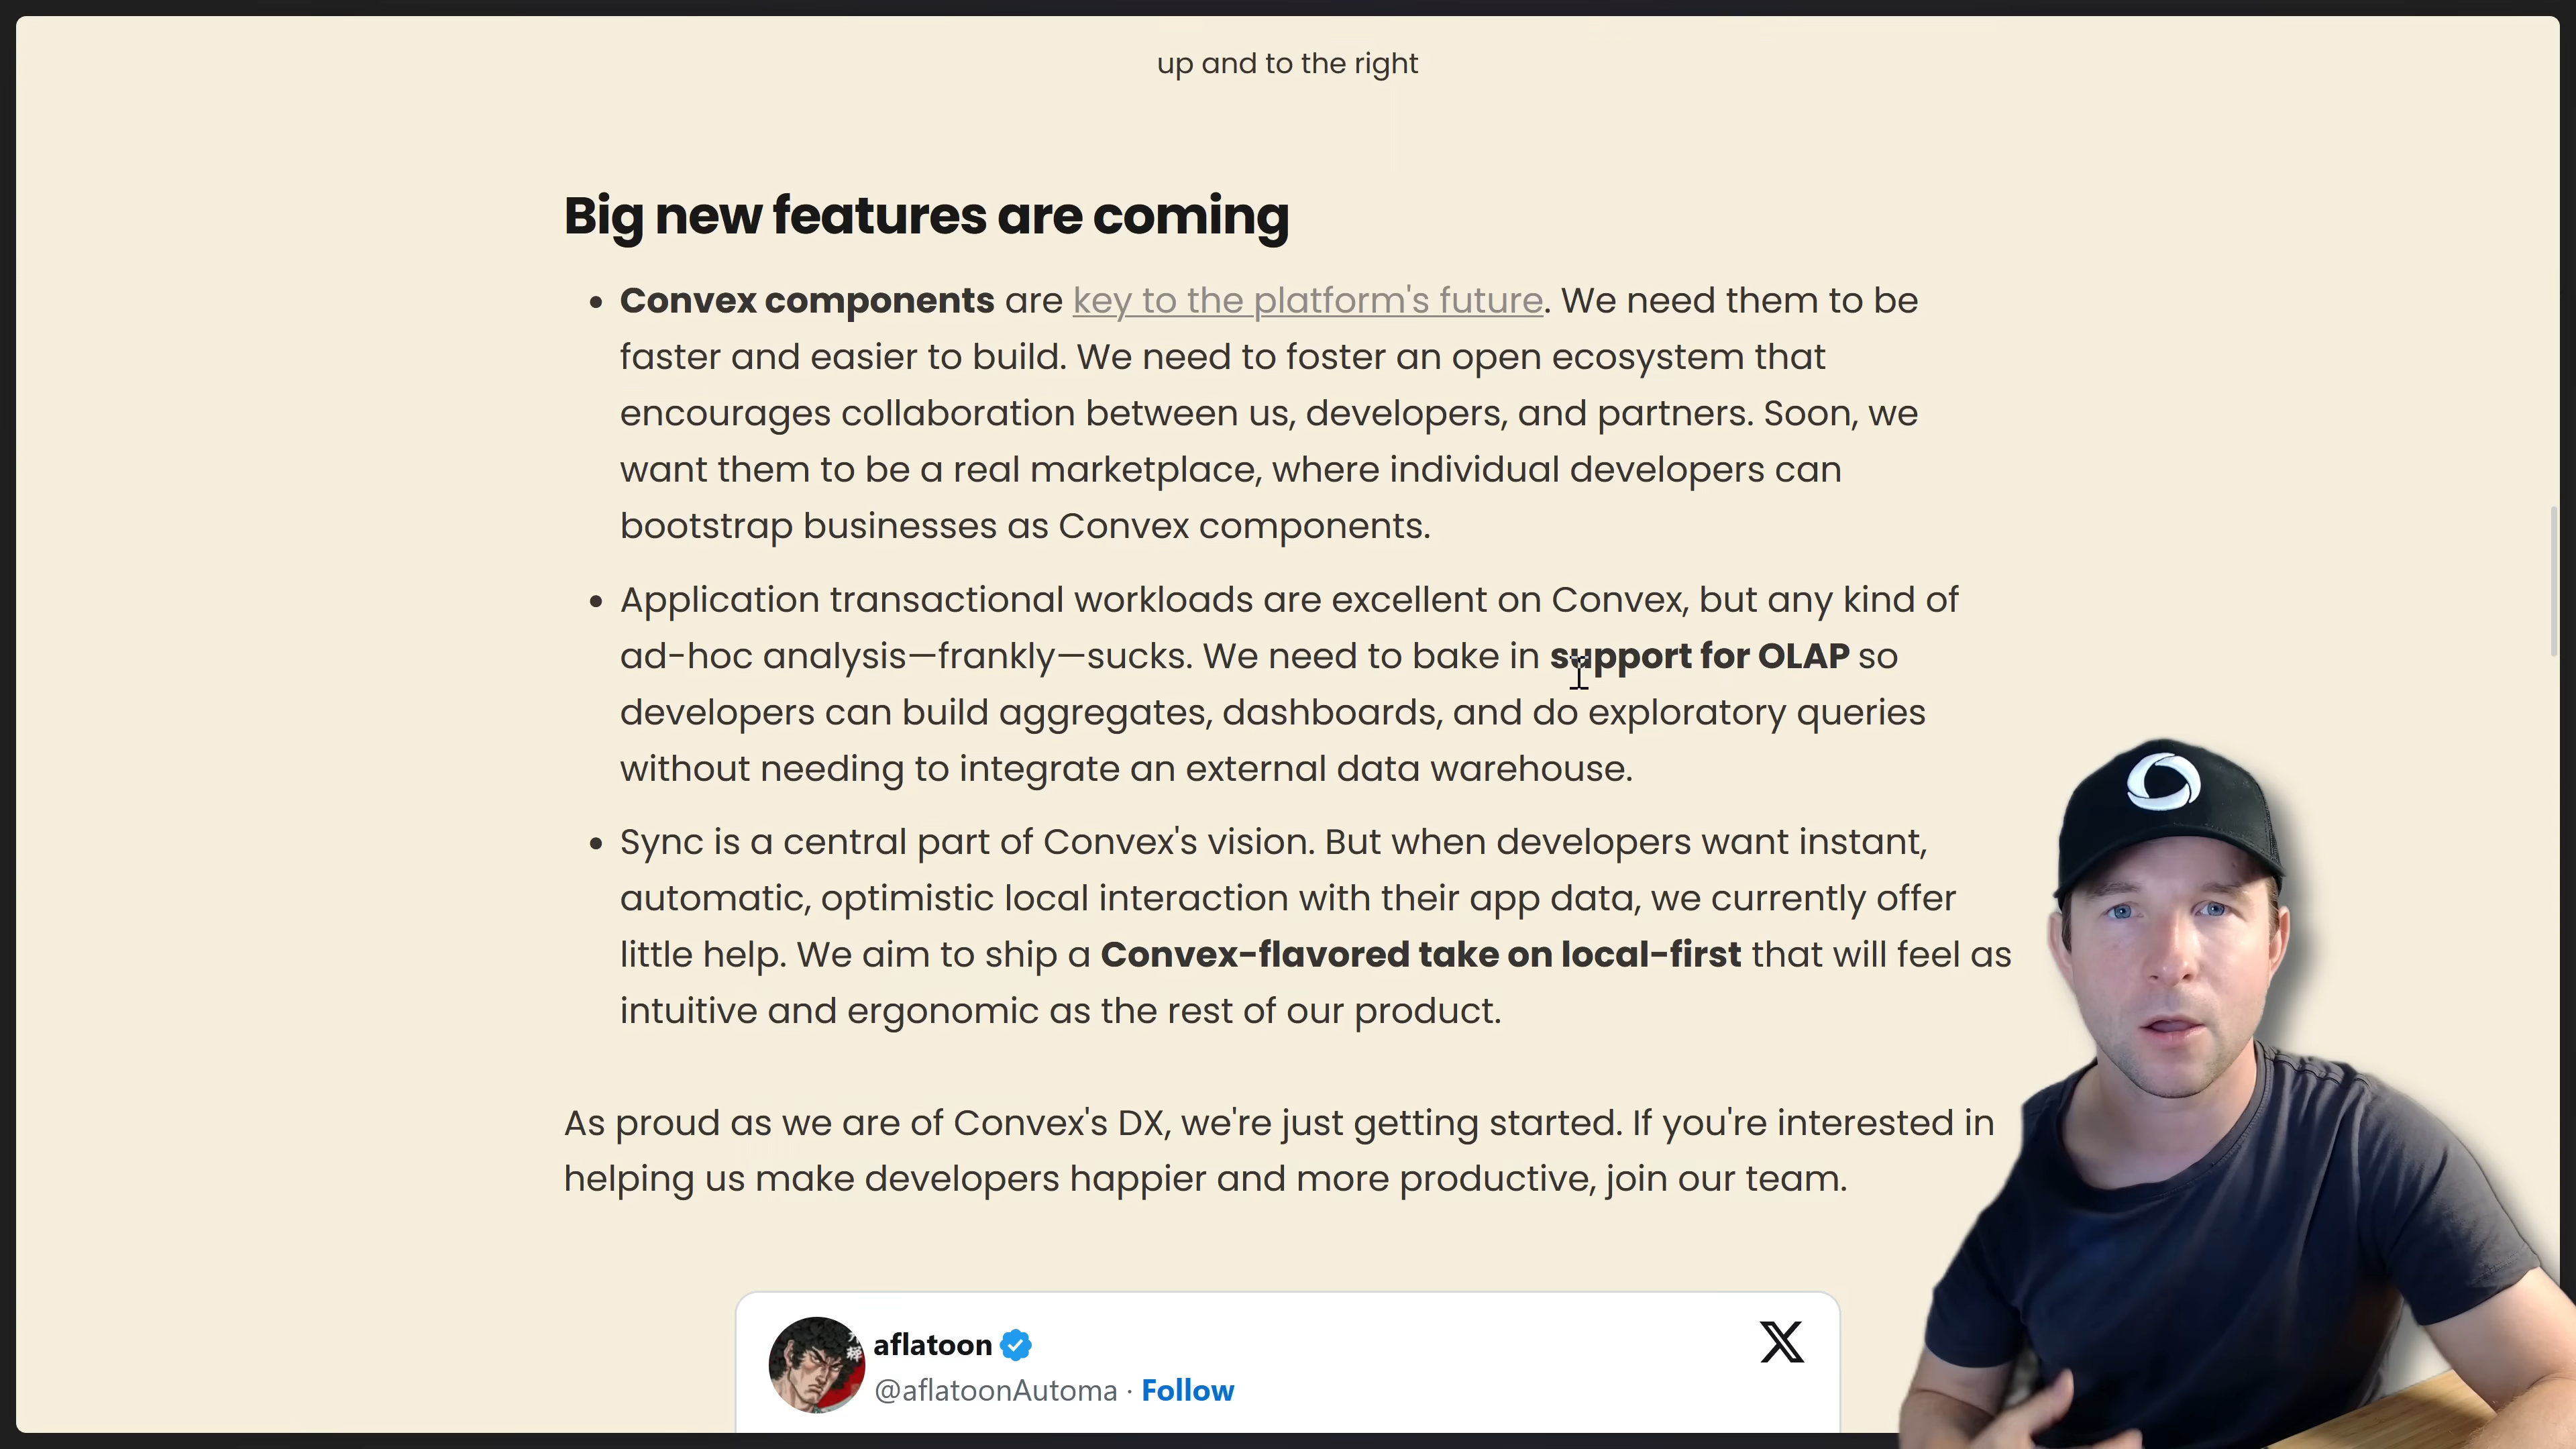 up and to the right
Big new features are coming
• Convex components are key to the platform's future. We need them to be
faster and easier to build. We need to foster an open ecosystem that
encourages collaboration between us, developers, and partners. Soon, we
want them to be a real marketplace, where individual developers can
bootstrap businesses as Convex components.
• Application transactional workloads are excellent on Convex, but any kind of
ad-hoc analysis—frankly—sucks. We need to bake in support for OLAP so
developers can build aggregates, dashboards, and do exploratory queries
without needing to integrate an external data warehouse.
• Sync is a central part of Convex's vision. But when developers want instant,
automatic, optimistic local interaction with their app data, we currently offer
little help. We aim to ship a Convex-flavored take on local-first that will feel as
intuitive and ergonomic as the rest of our product.
As proud as we are of Convex's DX, we're just getting started. If you're interested in
helping us make developers happier and more productive, join our team.
aflatoon
@aflatoonAutoma · Follow